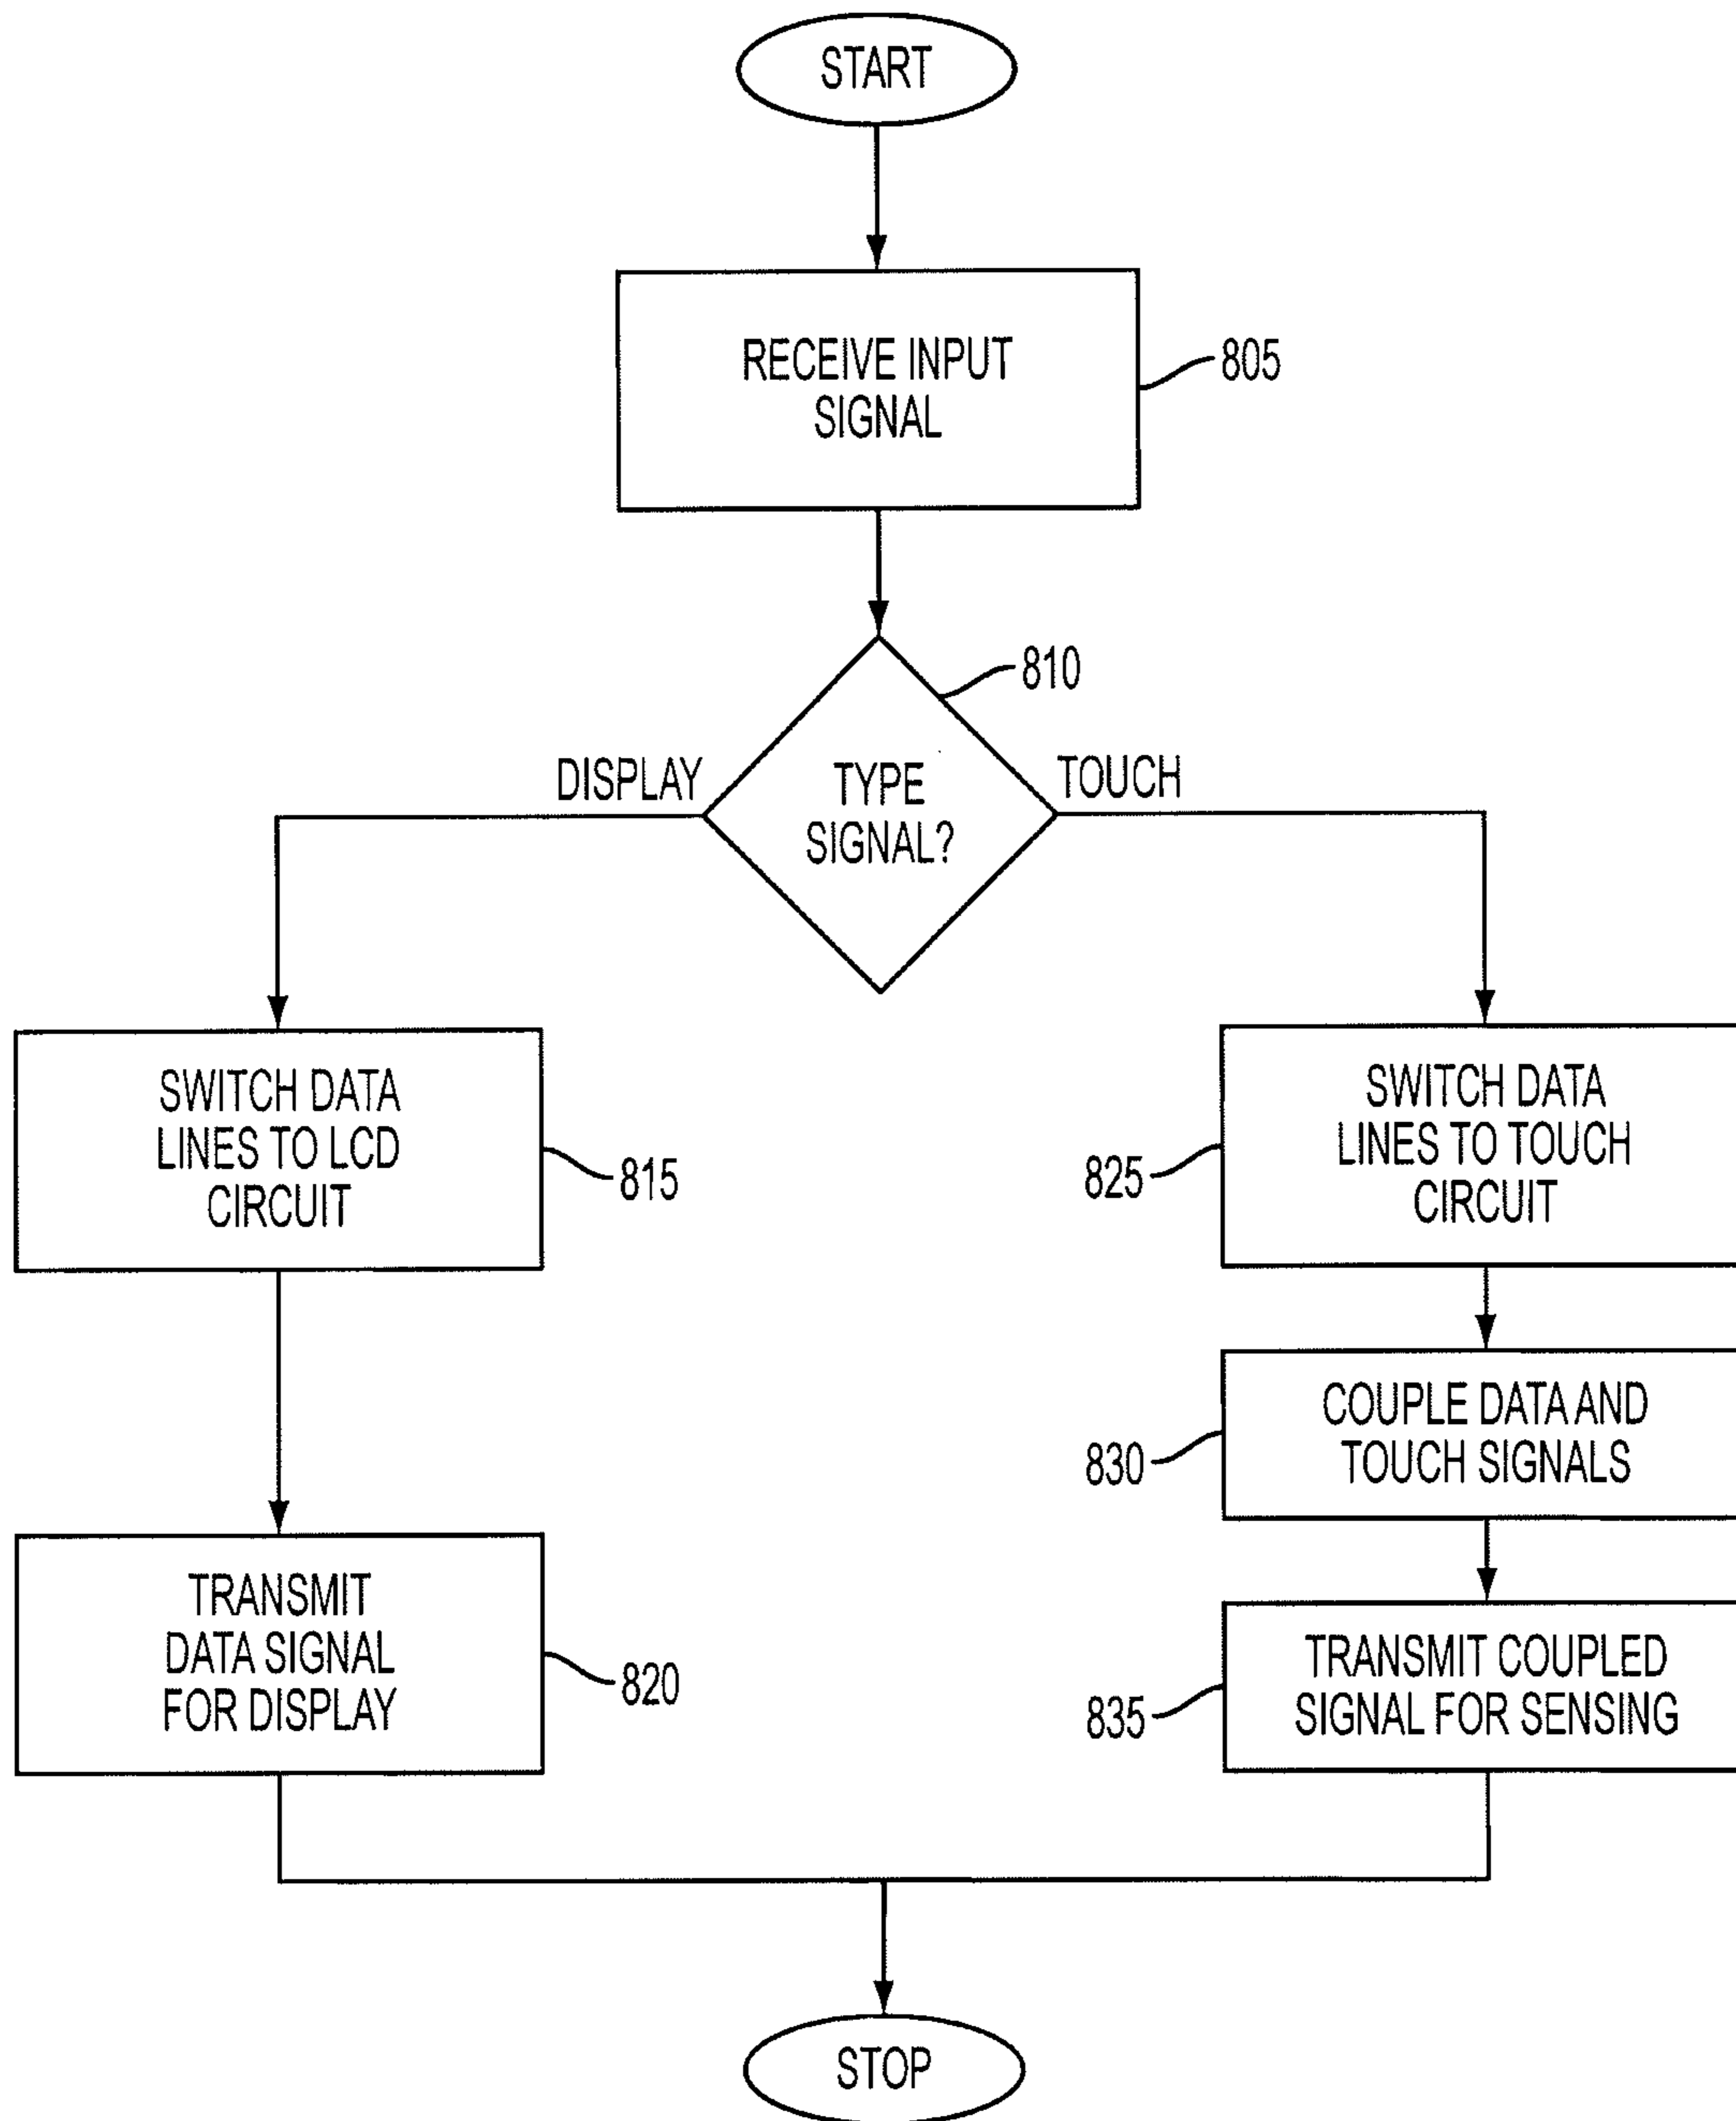 START
RECEIVE INPUT
SIGNAL
805
810
DISPLAY
TYPE
SIGNAL?
TOUCH
SWITCH DATA
LINES TO LCD
CIRCUIT
815
TRANSMIT
DATA SIGNAL
FOR DISPLAY
820
SWITCH DATA
LINES TO TOUCH
CIRCUIT
825
COUPLE DATA AND
TOUCH SIGNALS
830
TRANSMIT COUPLED
SIGNAL FOR SENSING
835
STOP